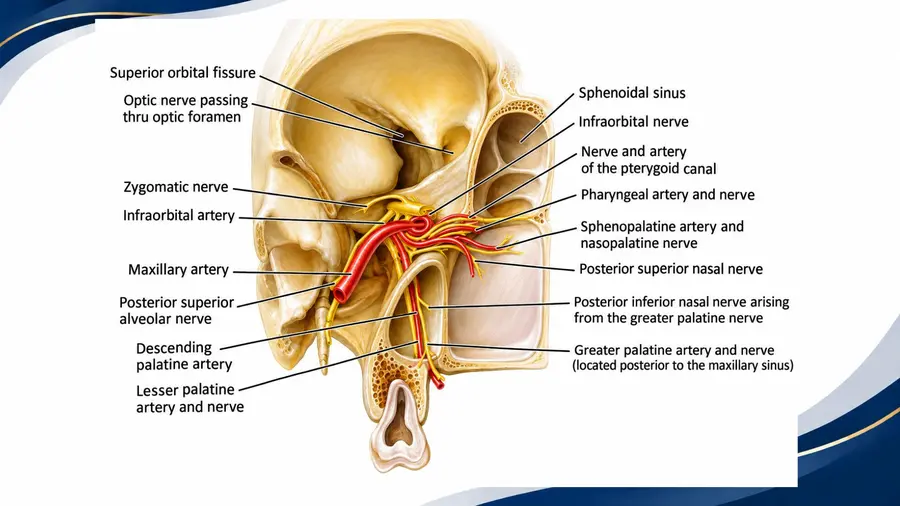 Superior orbital fissure
Optic nerve passing
thru optic foramen
Zygomatic nerve
Infraorbital artery
Maxillary artery
Posterior superior
alveolar nerve
Descending
palatine artery
Lesser palatine
artery and nerve
Sphenoidal sinus
Infraorbital nerve
Nerve and artery
of the pterygoid canal
Pharyngeal artery and nerve
Sphenopalatine artery and
nasopalatine nerve
Posterior superior nasal nerve
Posterior inferior nasal nerve arising
from the greater palatine nerve
Greater palatine artery and nerve
(located posterior to the maxillary sinus)